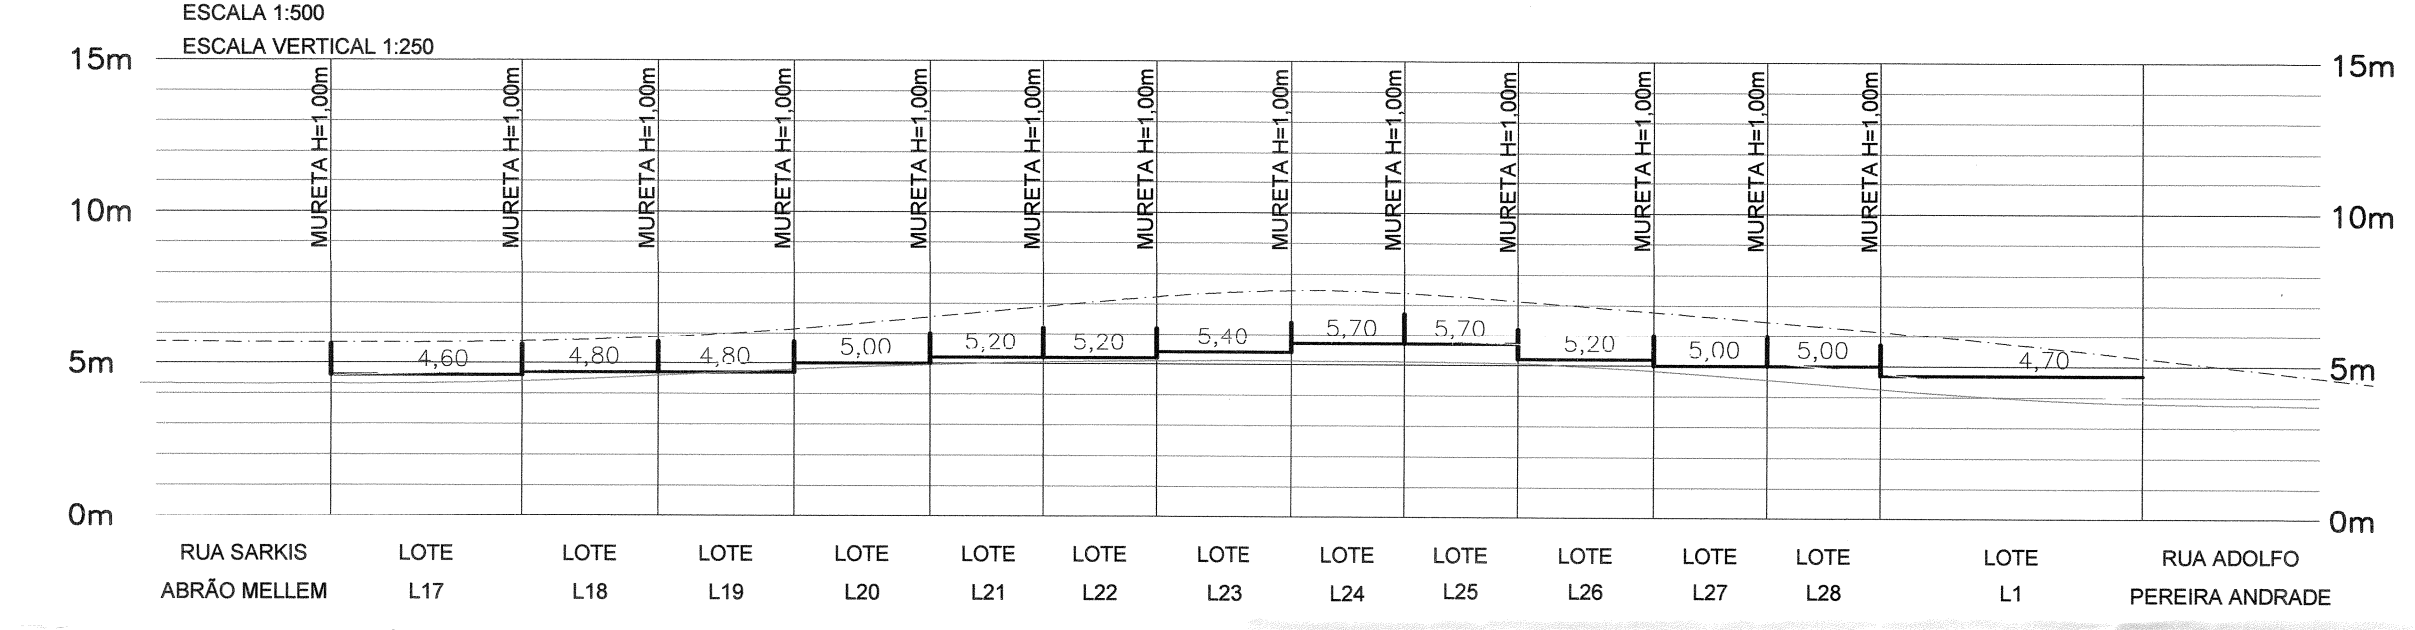 ESCALA 1:500
ESCALA VERTICAL 1:250
15m
15m
MURETA H=1,00m
MURETA H=1,00m
MURETA H=1,00m
MURETA H=1,00m
MURETA H=1,00m
MURETA H=1,00m
MURETA H=1,00m
MURETA H=1,00m
MURETA H=1,00m
MURETA H=1,00m
MURETA H=1,00m
MURETA H=1,00m
MURETA H=1,00m
10m
10m
4,60 4,80 4,80 5,00 5,20 5,20 5,40 5,70 5,70 5,20 5,00 5,00 4,70
5m
5m
0m
0m
RUA SARKIS LOTE LOTE LOTE LOTE LOTE LOTE LOTE LOTE LOTE LOTE LOTE LOTE LOTE RUA ADOLFO
ABRÃO MELLEM L17 L18 L19 L20 L21 L22 L23 L24 L25 L26 L27 L28 L1 PEREIRA ANDRADE